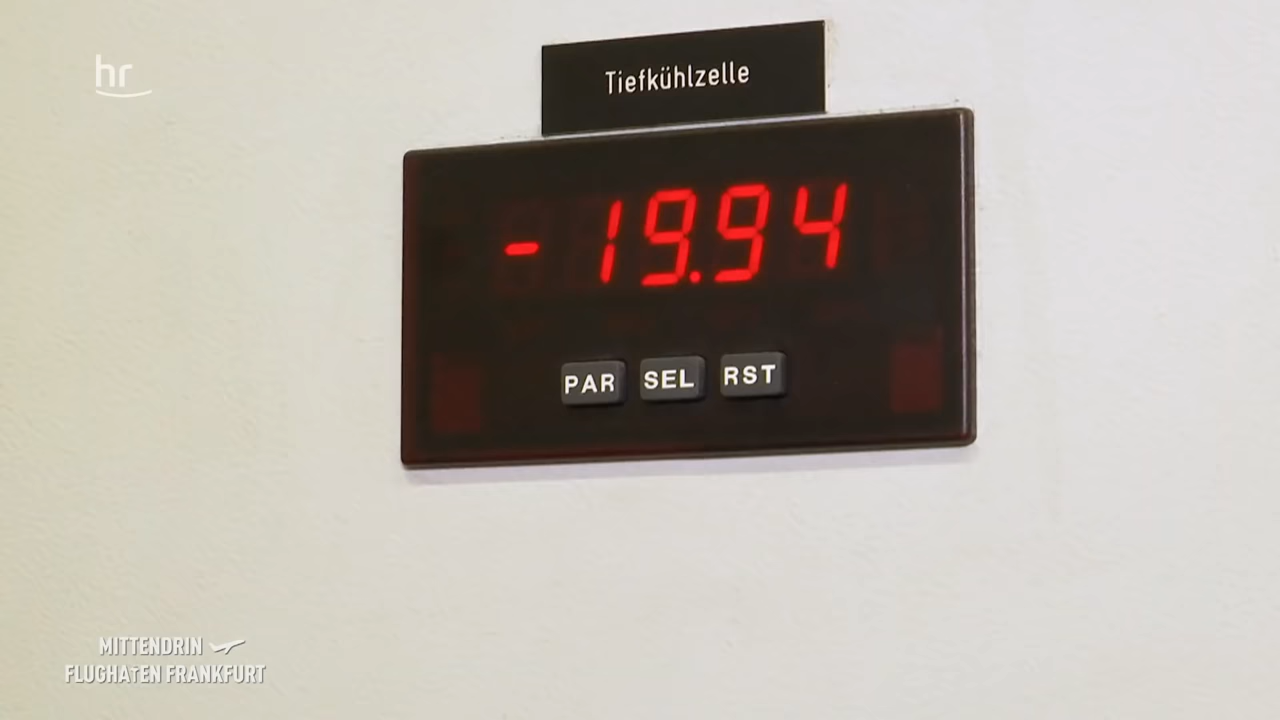 hr
Tiefkühlzelle
-19.94
PAR SEL RST
MITTENDRIN
FLUGHAFEN FRANKFURT